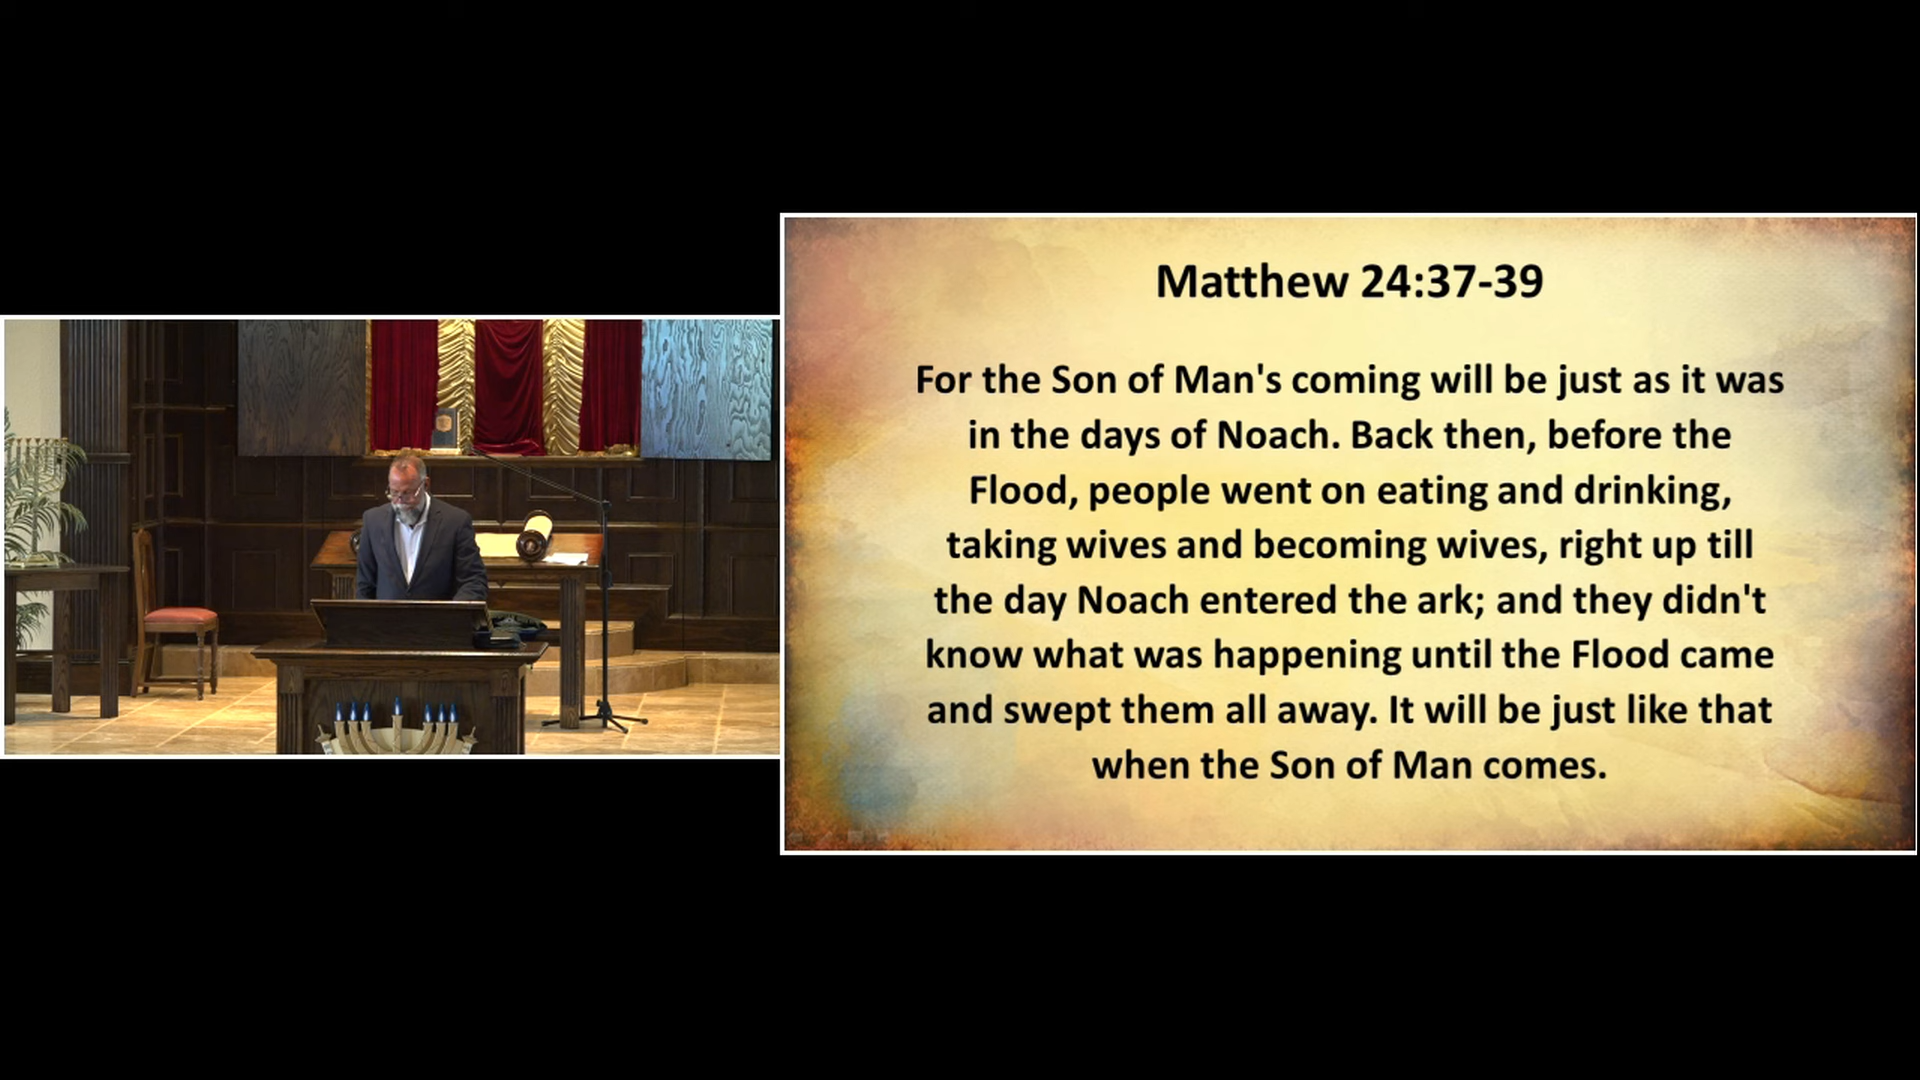 Matthew 24:37-39
For the Son of Man's coming will be just as it was
in the days of Noach. Back then, before the
Flood, people went on eating and drinking,
taking wives and becoming wives, right up till
the day Noach entered the ark; and they didn't
know what was happening until the Flood came
and swept them all away. It will be just like that
when the Son of Man comes.